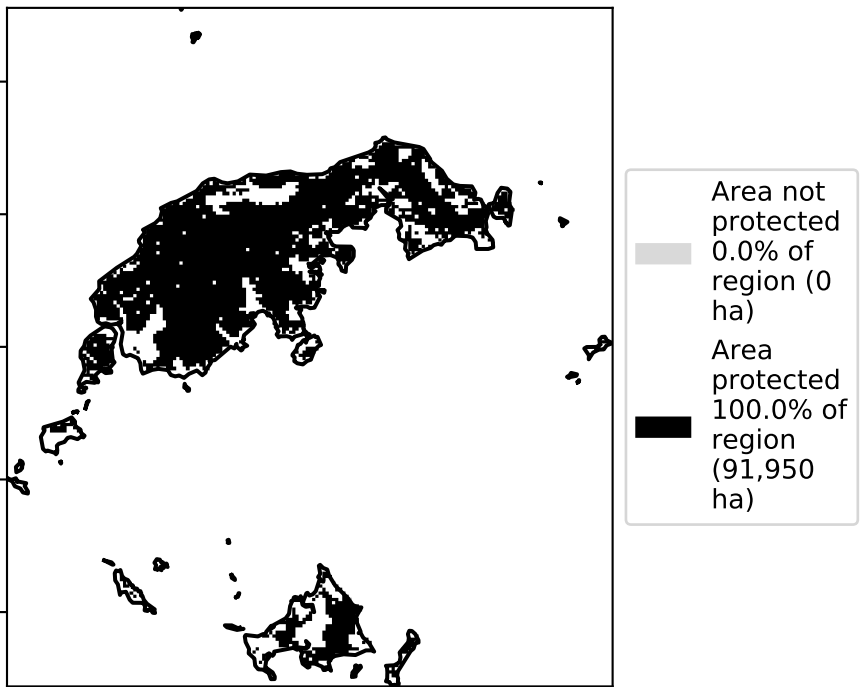 Area not
protected
0.0% of
region (0
ha)
Area
protected
100.0% of
region
(91,950
ha)